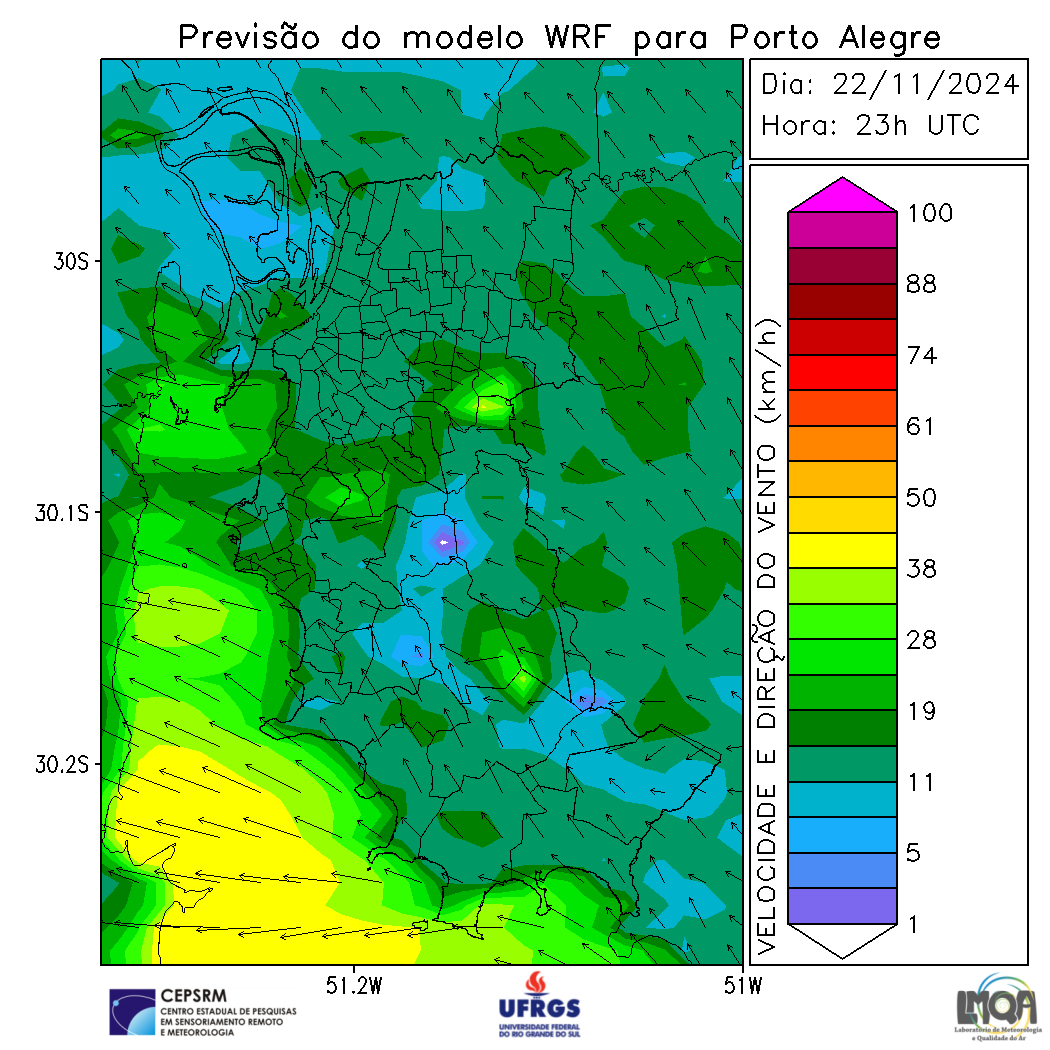 Previsão do modelo WRF para Porto Alegre
Dia: 22/11/2024
Hora: 23h UTC
30S
30.1S
30.2S
51.2W
51W
VELOCIDADE E DIREÇÃO DO VENTO (km/h)
100
88
74
61
50
38
28
19
11
5
1
CEPSRM
CENTRO ESTADUAL DE PESQUISAS
EM SENSORIAMENTO REMOTO
E METEOROLOGIA
UFRGS
UNIVERSIDADE FEDERAL
DO RIO GRANDE DO SUL
LMQA
Laboratório de Meteorologia
e Qualidade do Ar